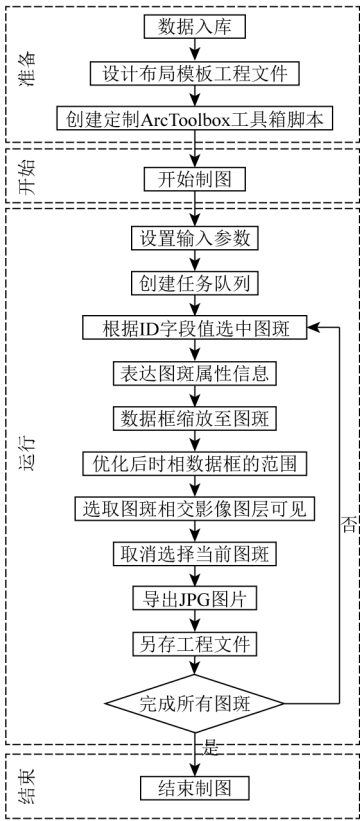 准备
数据入库
设计布局模板工程文件
创建定制ArcToolbox工具箱脚本
开始
开始制图
运行
设置输入参数
创建任务队列
根据ID字段值选中图斑
表达图斑属性信息
数据框缩放至图斑
优化后时相数据框的范围
选取图斑相交影像图层可见
取消选择当前图斑
导出JPG图片
另存工程文件
完成所有图斑
否
是
结束
结束制图